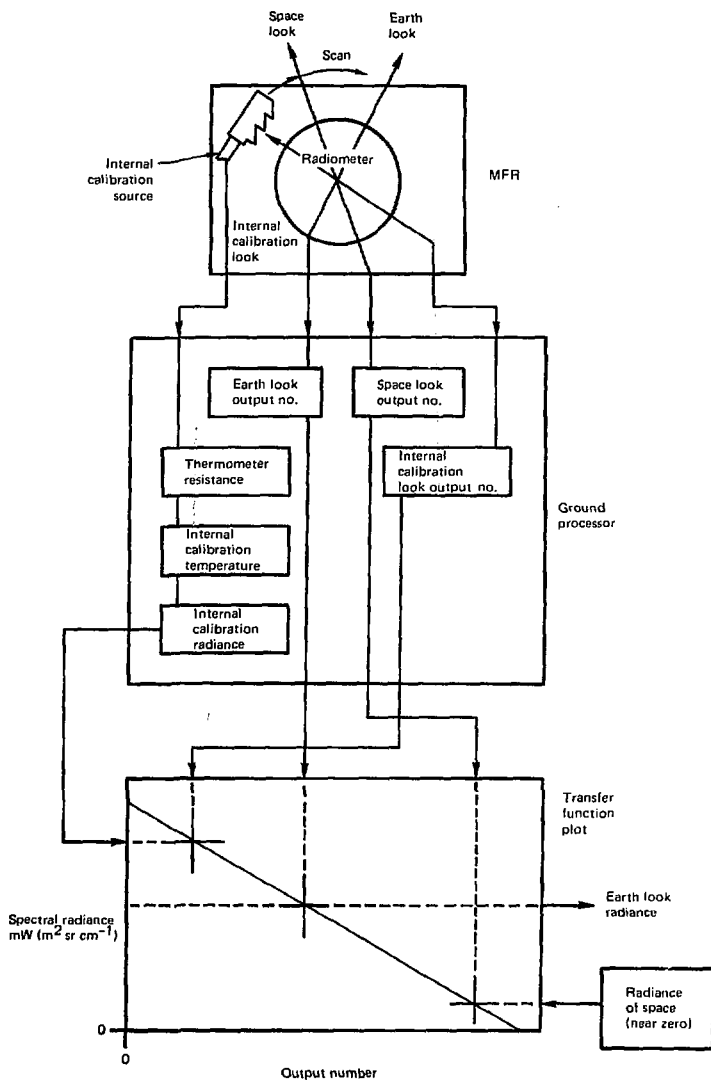 Space
look
Earth
look
Scan
Internal
calibration
source
Radiometer
MFR
Internal
calibration
look
Earth look
output no.
Space look
output no.
Thermometer
resistance
Internal
calibration
look output no.
Ground
processor
Internal
calibration
temperature
Internal
calibration
radiance
Transfer
function
plot
Earth look
radiance
Spectral radiance
mW (m² sr cm⁻¹)
Radiance
of space
(near zero)
0
0
Output number